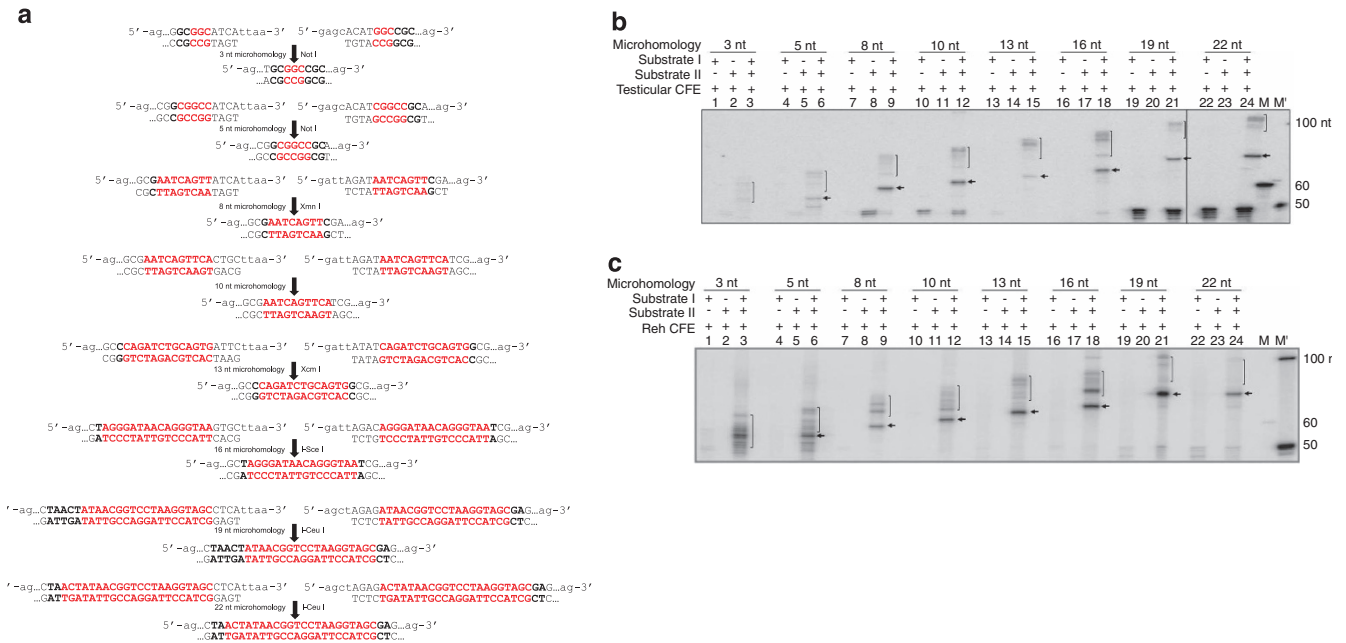 a
5′-ag…GGCGGCATCAttaa-3′ 5′-gagcACATGGCCGC…ag-3′
…CCGCCGTAGT TGTACCGGCG…
3 nt microhomology Not I
5′-ag…TGCGGCCGC…ag-3′
…ACGCCGGCG…
5′-ag…CGGCGGCCATCAttaa-3′ 5′-gagcACATCGGCCGCA…ag-3′
…GCCGCCGGTAGT TGTAGCCGGCGT…
5 nt microhomology Not I
5′-ag…CGGCGGCCGCA…ag-3′
…GCCGCCGGCGT…
5′-ag…GCGAATCAGTTATCAttaa-3′ 5′-gattAGATAATCAGTTCGA…ag-3′
CGCTTAGTCAATAGT TCTATTAGTCAAGCT
8 nt microhomology Xmn I
5′-ag…GCGAATCAGTTCGA…ag-3′
…CGCTTAGTCAAGCT…
5′-ag…GCGAATCAGTTCACTGCttaa-3′ 5′-gattAGATAATCAGTTCATCG…ag-3′
…CGCTTAGTCAAGTGACG TCTATTAGTCAAGTAGC…
10 nt microhomology
5′-ag…GCGAATCAGTTCATCG…ag-3′
…CGCTTAGTCAAGTAGC…
5′-ag…GCCCAGATCTGCAGTGATTCttaa-3′ 5′-gattATATCAGATCTGCAGTGGCG…ag-3′
CGGGTCTAGACGTCACTAAG TATAGTCTAGACGTCACCGC…
13 nt microhomology Xcm I
5′-ag…GCCCAGATCTGCAGTGGCG…ag-3′
…CGGGTCTAGACGTCACCGC…
5′-ag…CTAGGGATAACAGGGTAAGTGCttaa-3′ 5′-gattAGACAGGGATAACAGGGTAATCG…ag-3′
…GATCCCTATTGTCCCATTCACG TCTGTCCCTATTGTCCCATTAGC…
16 nt microhomology I-Sce I
5′-ag…GCTAGGGATAACAGGGTAATCG…ag-3′
…CGATCCCTATTGTCCCATTAGC…
′-ag…CTAACTATAACGGTCCTAAGGTAGCCTCAttaa-3′ 5′-agctAGAGATAACGGTCCTAAGGTAGCGAG…ag-3′
…GATTGATATTGCCAGGATTCCATCGGAGT TCTCTATTGCCAGGATTCCATCGCTC…
19 nt microhomology I-Ceu I
5′-ag…CTAACTATAACGGTCCTAAGGTAGCGAG…ag-3′
…GATTGATATTGCCAGGATTCCATCGCTC…
′-ag…CTAACTATAACGGTCCTAAGGTAGCCTCAttaa-3′ 5′-agctAGAGACTATAACGGTCCTAAGGTAGCGAG…ag-3′
…GATTGATATTGCCAGGATTCCATCGGAGT TCTCTGATATTGCCAGGATTCCATCGCTC…
22 nt microhomology I-Ceu I
5′-ag…CTAACTATAACGGTCCTAAGGTAGCGAG…ag-3′
…GATTGATATTGCCAGGATTCCATCGCTC…
b
Microhomology 3 nt 5 nt 8 nt 10 nt 13 nt 16 nt 19 nt 22 nt
Substrate I + - + + - + + - + + - + + - + + - + + - + + - +
Substrate II - + + - + + - + + - + + - + + - + + - + + - + +
Testicular CFE + + + + + + + + + + + + + + + + + + + + + + + +
1 2 3 4 5 6 7 8 9 10 11 12 13 14 15 16 17 18 19 20 21 22 23 24 M M'
100 nt
60
50
c
Microhomology 3 nt 5 nt 8 nt 10 nt 13 nt 16 nt 19 nt 22 nt
Substrate I + - + + - + + - + + - + + - + + - + + - + + - +
Substrate II - + + - + + - + + - + + - + + - + + - + + - + +
Reh CFE + + + + + + + + + + + + + + + + + + + + + + + +
1 2 3 4 5 6 7 8 9 10 11 12 13 14 15 16 17 18 19 20 21 22 23 24 M M'
100 r
60
50